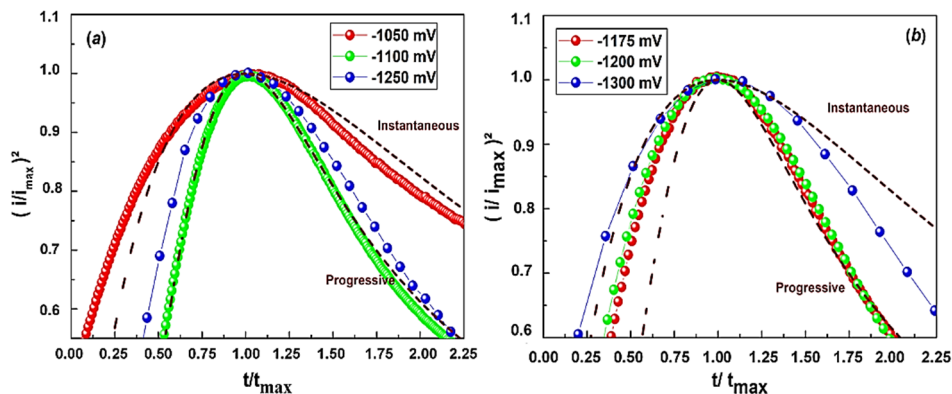 (a)
-1050 mV
-1100 mV
-1250 mV
Instantaneous
Progressive
( i/i max )²
1.1
1.0
0.9
0.8
0.7
0.6
0.00 0.25 0.50 0.75 1.00 1.25 1.50 1.75 2.00 2.25
t/t max
(b)
-1175 mV
-1200 mV
-1300 mV
Instantaneous
Progressive
( i/ i max )²
1.1
1.0
0.9
0.8
0.7
0.6
0.00 0.25 0.50 0.75 1.00 1.25 1.50 1.75 2.00 2.25
t/ t max